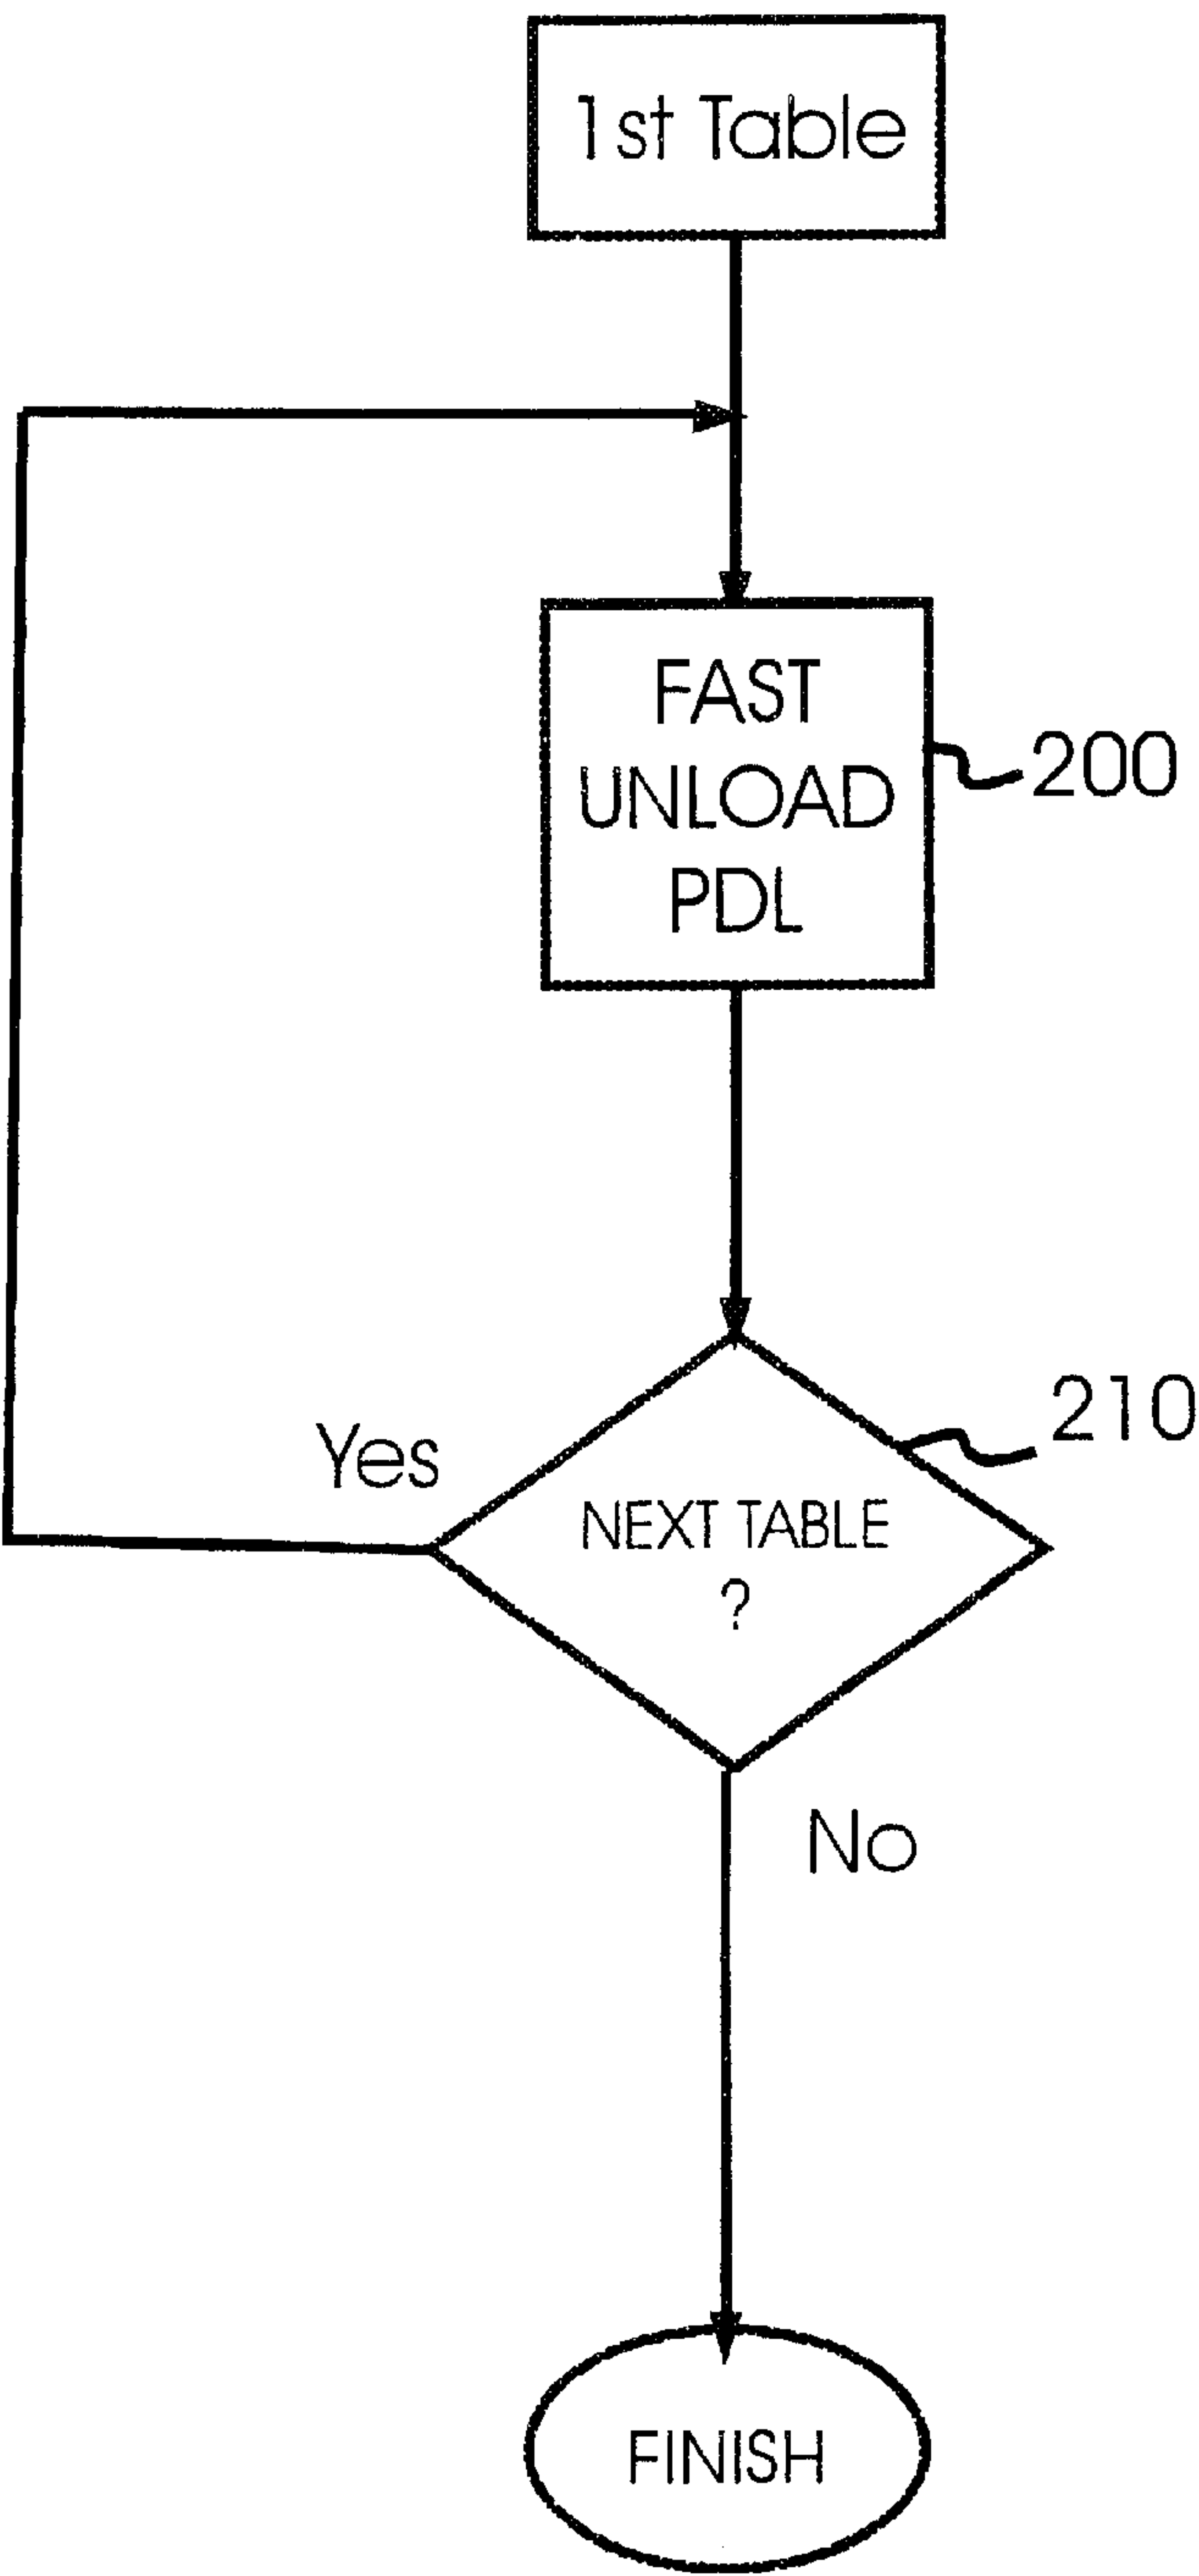 1st Table
FAST
UNLOAD
PDL
200
210
Yes
NEXT TABLE
?
No
FINISH